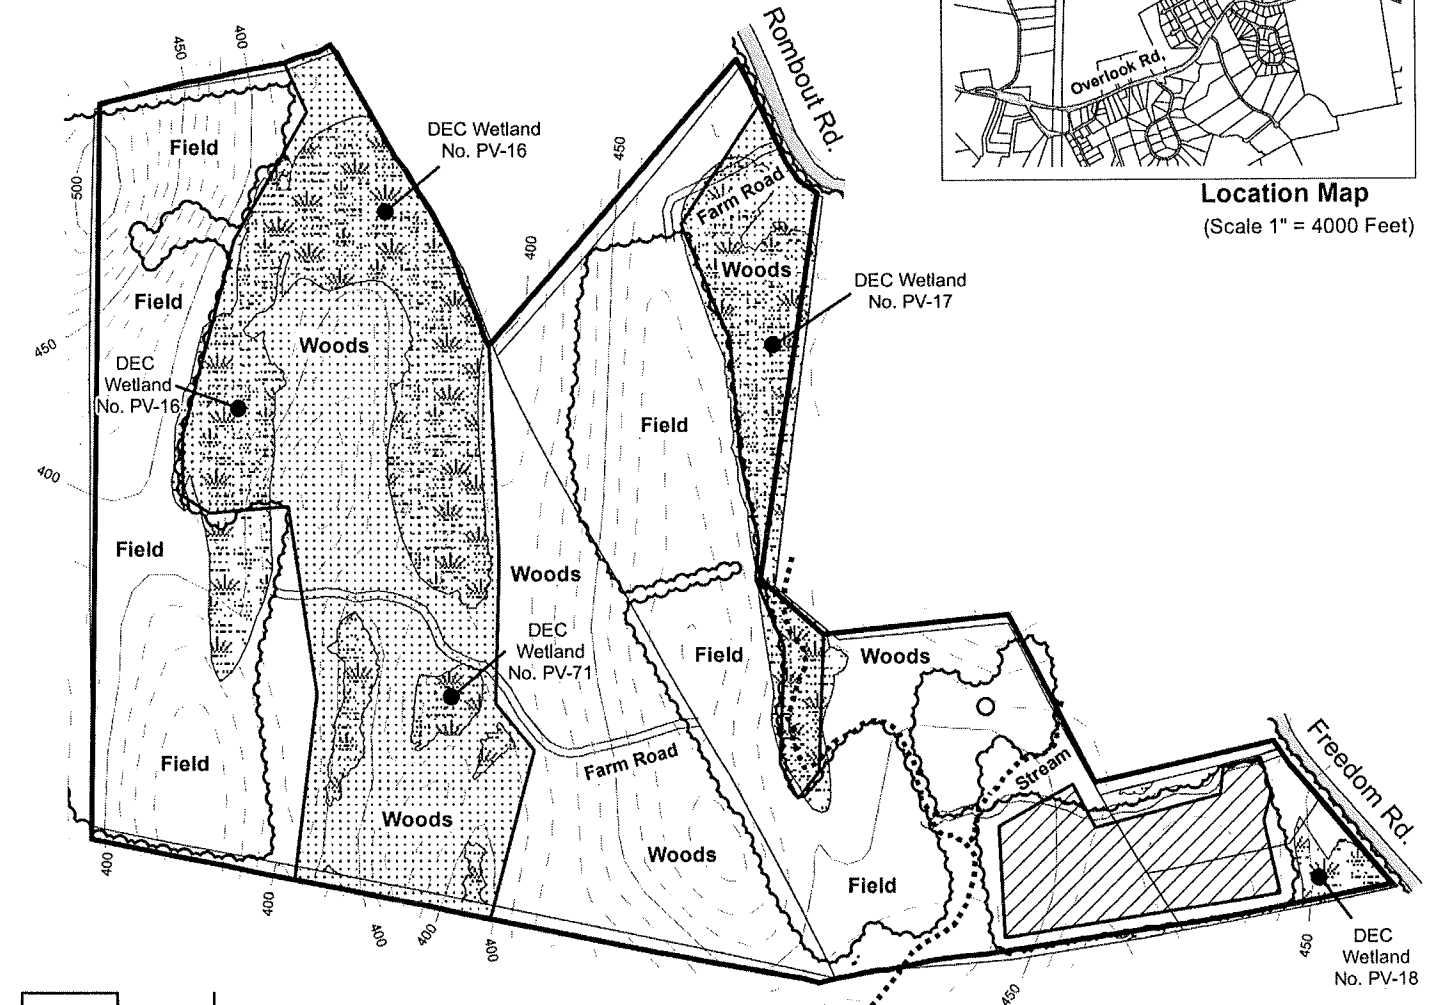 Overlook Rd.
Location Map
(Scale 1" = 4000 Feet)
Rombout Rd.
450
400
DEC Wetland
No. PV-16
Field
450
Farm Road
500
400
Woods
DEC Wetland
No. PV-17
Field
Woods
450
DEC
Wetland
No. PV-16
Field
400
Field
Woods
DEC
Wetland
No. PV-71
Field
Woods
Field
Farm Road
Stream
Freedom Rd.
Woods
Woods
Field
400
400
400
400
400
450
450
DEC
Wetland
No. PV-18